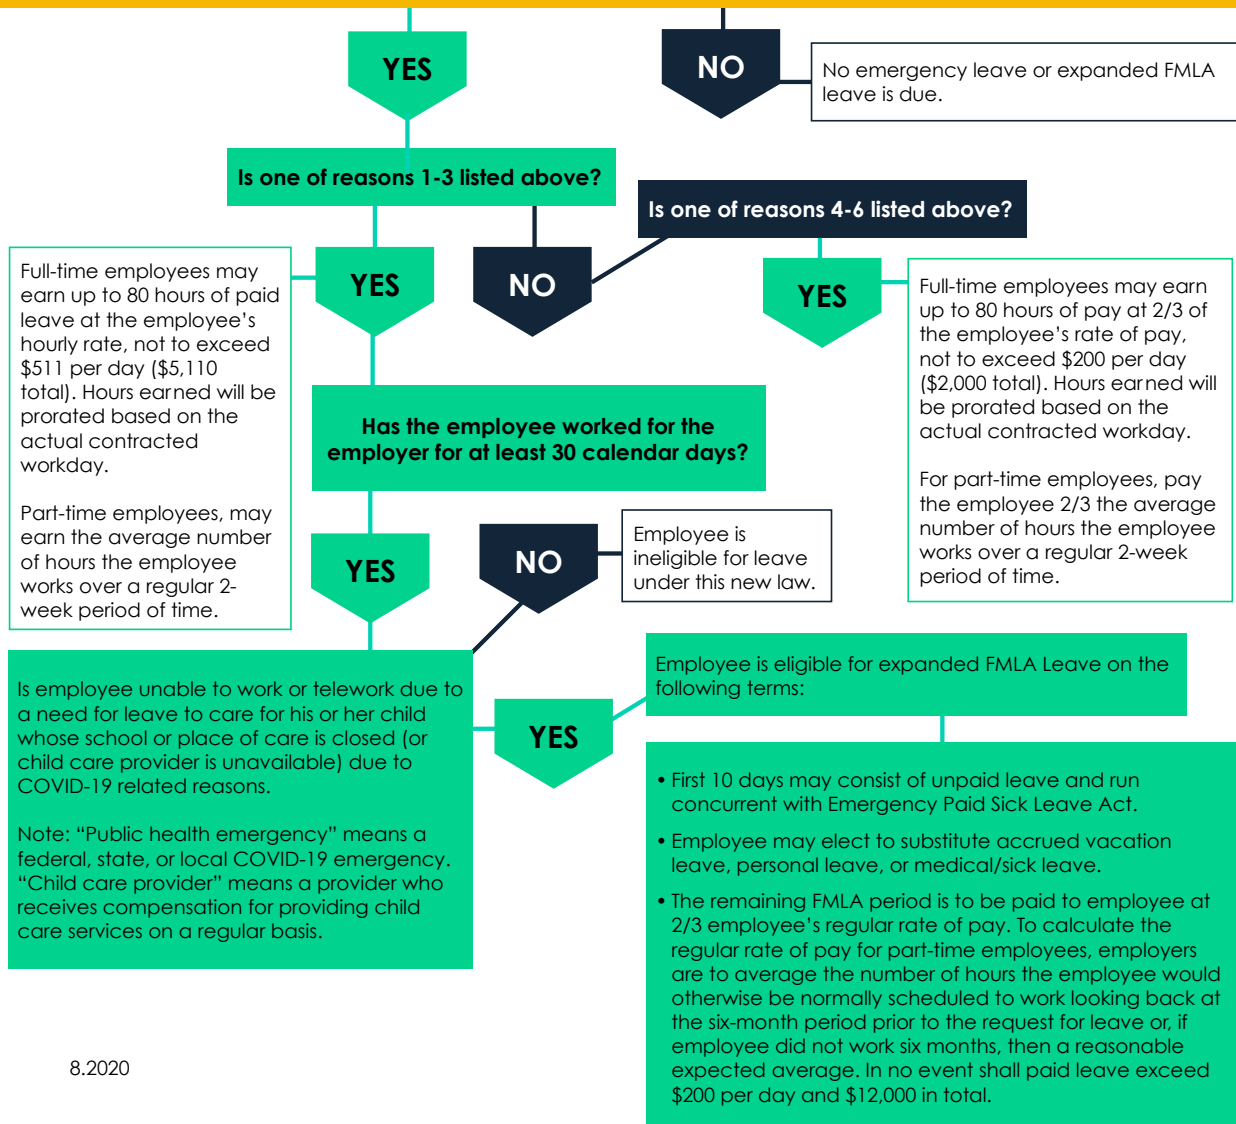 YES
NO
No emergency leave or expanded FMLA
leave is due.
Is one of reasons 1-3 listed above?
Is one of reasons 4-6 listed above?
YES
NO
YES
Full-time employees may
earn up to 80 hours of paid
leave at the employee’s
hourly rate, not to exceed
$511 per day ($5,110
total). Hours earned will be
prorated based on the
actual contracted
workday.
Part-time employees, may
earn the average number
of hours the employee
works over a regular 2-
week period of time.
Full-time employees may earn
up to 80 hours of pay at 2/3 of
the employee’s rate of pay,
not to exceed $200 per day
($2,000 total). Hours earned will
be prorated based on the
actual contracted workday.
For part-time employees, pay
the employee 2/3 the average
number of hours the employee
works over a regular 2-week
period of time.
Has the employee worked for the
employer for at least 30 calendar days?
YES
NO
Employee is
ineligible for leave
under this new law.
Is employee unable to work or telework due to
a need for leave to care for his or her child
whose school or place of care is closed (or
child care provider is unavailable) due to
COVID-19 related reasons.
Note: “Public health emergency” means a
federal, state, or local COVID-19 emergency.
“Child care provider” means a provider who
receives compensation for providing child
care services on a regular basis.
YES
Employee is eligible for expanded FMLA Leave on the
following terms:
• First 10 days may consist of unpaid leave and run
concurrent with Emergency Paid Sick Leave Act.
• Employee may elect to substitute accrued vacation
leave, personal leave, or medical/sick leave.
• The remaining FMLA period is to be paid to employee at
2/3 employee’s regular rate of pay. To calculate the
regular rate of pay for part-time employees, employers
are to average the number of hours the employee would
otherwise be normally scheduled to work looking back at
the six-month period prior to the request for leave or, if
employee did not work six months, then a reasonable
expected average. In no event shall paid leave exceed
$200 per day and $12,000 in total.
8.2020